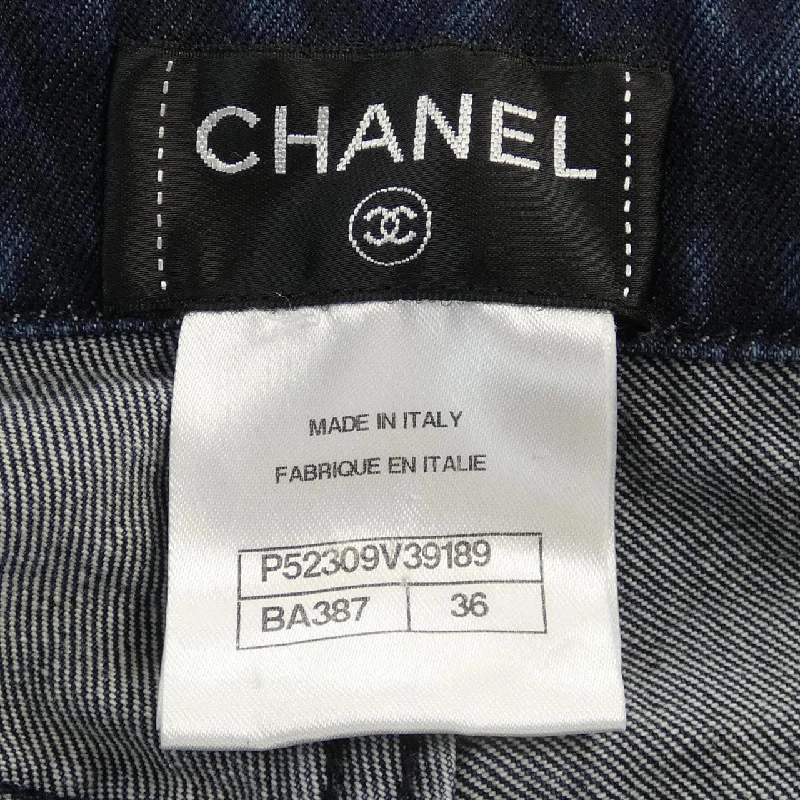 CHANEL
MADE IN ITALY
FABRIQUE EN ITALIE
P52309V39189
BA387 36